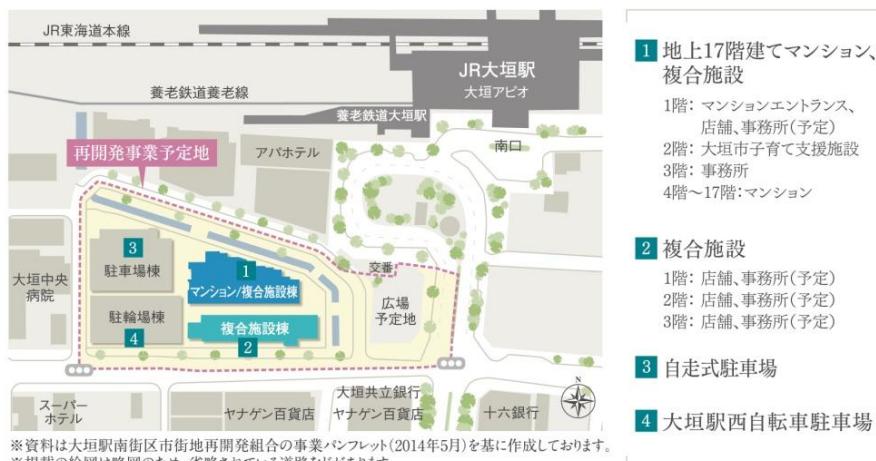 JR東海道本線
JR大垣駅
大垣アピオ
養老鉄道養老線
養老鉄道大垣駅
再開発事業予定地
アパホテル
南口
3
駐車場棟
1
マンション/複合施設棟
交番
大垣中央
病院
広場
予定地
駐輪場棟
4
複合施設棟
2
N
スーパー
ホテル
ヤナゲン百貨店
大垣共立銀行
ヤナゲン百貨店
十六銀行
※資料は大垣駅南街区市街地再開発組合の事業パンフレット(2014年5月)を基に作成しております。
1 地上17階建てマンション、
複合施設
1階: マンションエントランス、
店舗、事務所(予定)
2階: 大垣市子育て支援施設
3階: 事務所
4階〜17階:マンション
2 複合施設
1階: 店舗、事務所(予定)
2階: 店舗、事務所(予定)
3階: 店舗、事務所(予定)
3 自走式駐車場
4 大垣駅西自転車駐車場